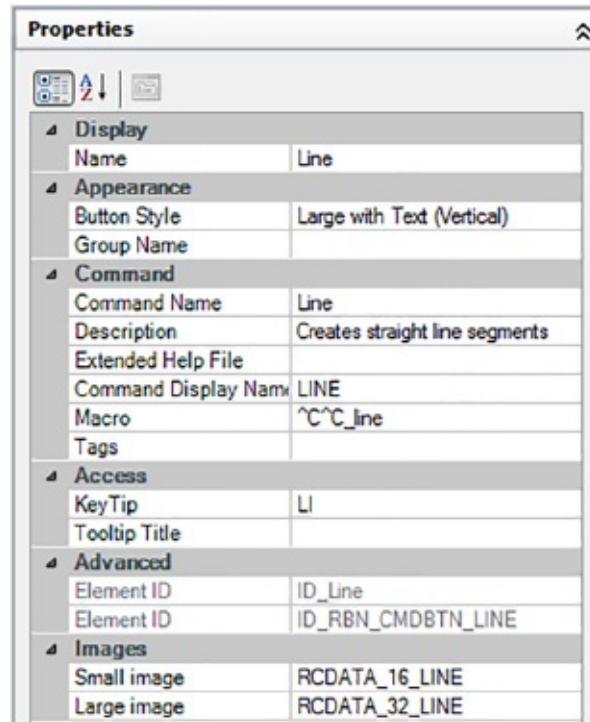 Properties
A
Z
Display
Name Line
Appearance
Button Style Large with Text (Vertical)
Group Name
Command
Command Name Line
Description Creates straight line segments
Extended Help File
Command Display Name LINE
Macro ^C^C_line
Tags
Access
KeyTip LI
Tooltip Title
Advanced
Element ID ID_Line
Element ID ID_RBN_CMDBTN_LINE
Images
Small image RCDATA_16_LINE
Large image RCDATA_32_LINE